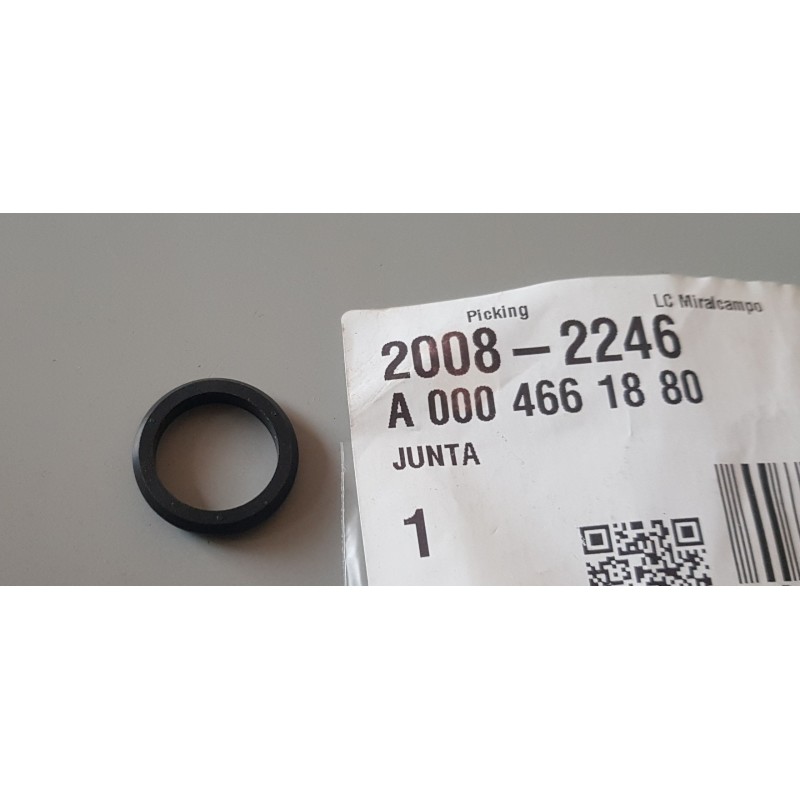 Picking LC Miralcampo
2008-2246
A 000 466 18 80
JUNTA
1